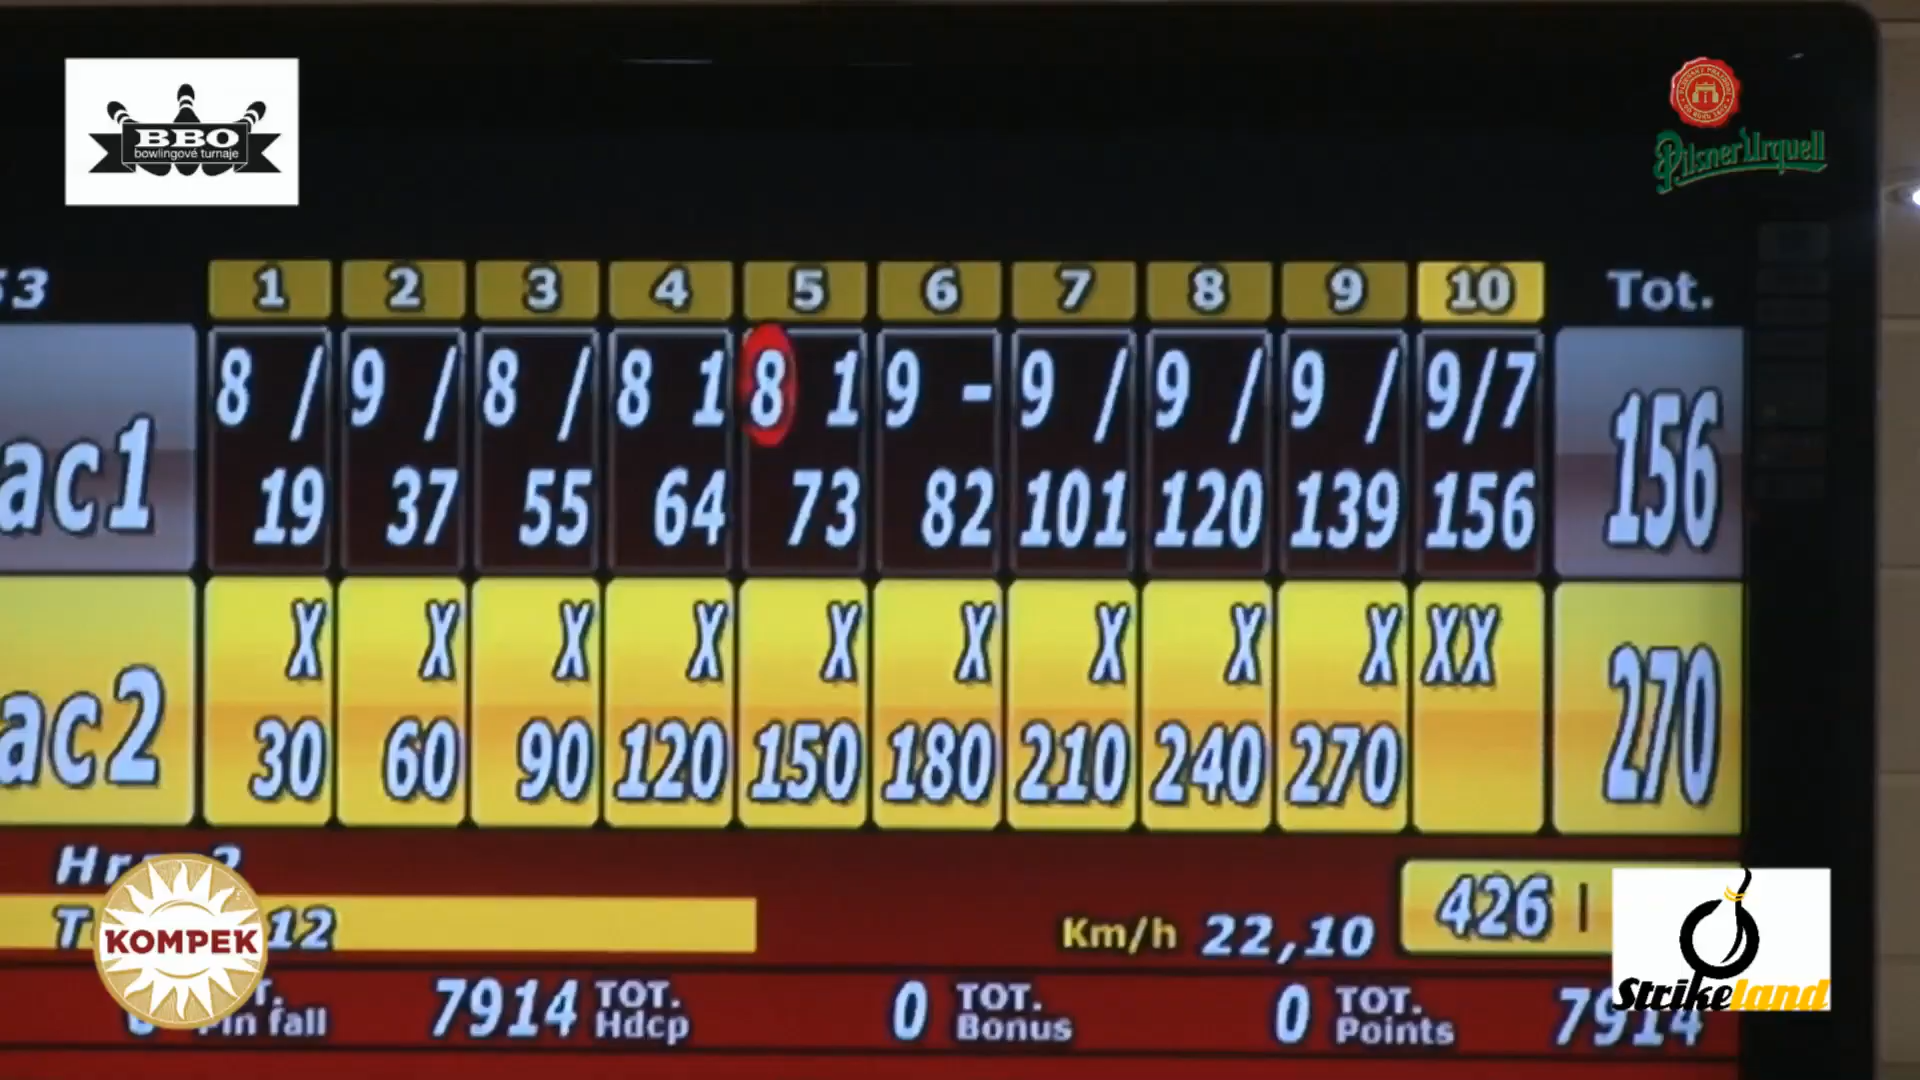 BBO
bowlingové turnaje
Pilsner Urquell
53 1 2 3 4 5 6 7 8 9 10 Tot.
8 / 9 / 8 / 8 1 8 1 9 - 9 / 9 / 9 / 9/7
ac1 19 37 55 64 73 82 101 120 139 156 156
X X X X X X X X X XX
ac2 30 60 90 120 150 180 210 240 270 270
12
Km/h 22,10 426
KOMPEK
7914 TOT. Hdcp 0 TOT. Bonus 0 TOT. Points 7914
fall
Strikeland